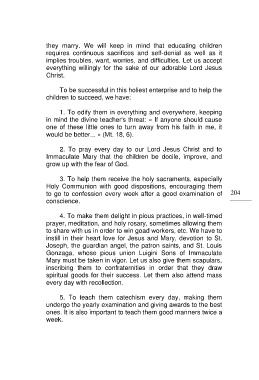 they marry. We will keep in mind that educating children
requires continuous sacrifices and self-denial as well as it
implies troubles, want, worries, and difficulties. Let us accept
everything willingly for the sake of our adorable Lord Jesus
Christ.
To be successful in this holiest enterprise and to help the
children to succeed, we have:
1. To edify them in everything and everywhere, keeping
in mind the divine teacher's threat: « If anyone should cause
one of these little ones to turn away from his faith in me, it
would be better... » (Mt. 18, 6).
2. To pray every day to our Lord Jesus Christ and to
Immaculate Mary that the children be docile, improve, and
grow up with the fear of God.
3. To help them receive the holy sacraments, especially
Holy Communion with good dispositions, encouraging them
to go to confession every week after a good examination of
conscience.
204
4. To make them delight in pious practices, in well-timed
prayer, meditation, and holy rosary, sometimes allowing them
to share with us in order to win goad workers, etc. We have to
instill in their heart love for Jesus and Mary, devotion to St.
Joseph, the guardian angel, the patron saints, and St. Louis
Gonzaga, whose pious union Luigini Sons of Immaculate
Mary must be taken in vigor. Let us also give them scapulars,
inscribing them to confraternities in order that they draw
spiritual goods for their success. Let them also attend mass
every day with recollection.
5. To teach them catechism every day, making them
undergo the yearly examination and giving awards to the best
ones. It is also important to teach them good manners twice a
week.